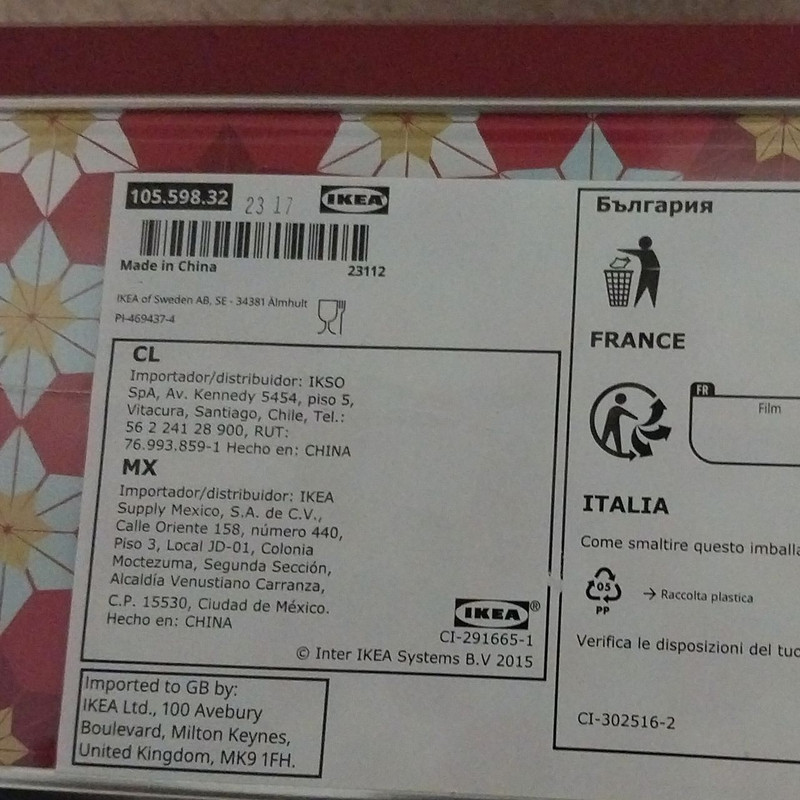 105.598.32 23 17 IKEA
Made in China 23112
IKEA of Sweden AB, SE - 34381 Älmhult
PI-469437-4
CL
Importador/distribuidor: IKSO
SpA, Av. Kennedy 5454, piso 5,
Vitacura, Santiago, Chile, Tel.:
56 2 241 28 900, RUT:
76.993.859-1 Hecho en: CHINA
MX
Importador/distribuidor: IKEA
Supply Mexico, S.A. de C.V.,
Calle Oriente 158, número 440,
Piso 3, Local JD-01, Colonia
Moctezuma, Segunda Sección,
Alcaldía Venustiano Carranza,
C.P. 15530, Ciudad de México.
Hecho en: CHINA
IKEA®
CI-291665-1
© Inter IKEA Systems B.V 2015
Imported to GB by:
IKEA Ltd., 100 Avebury
Boulevard, Milton Keynes,
United Kingdom, MK9 1FH.
България
FRANCE
FR
Film
ITALIA
Come smaltire questo
05
PP
→ Raccolta plastica
Verifica le disposizioni del
CI-302516-2